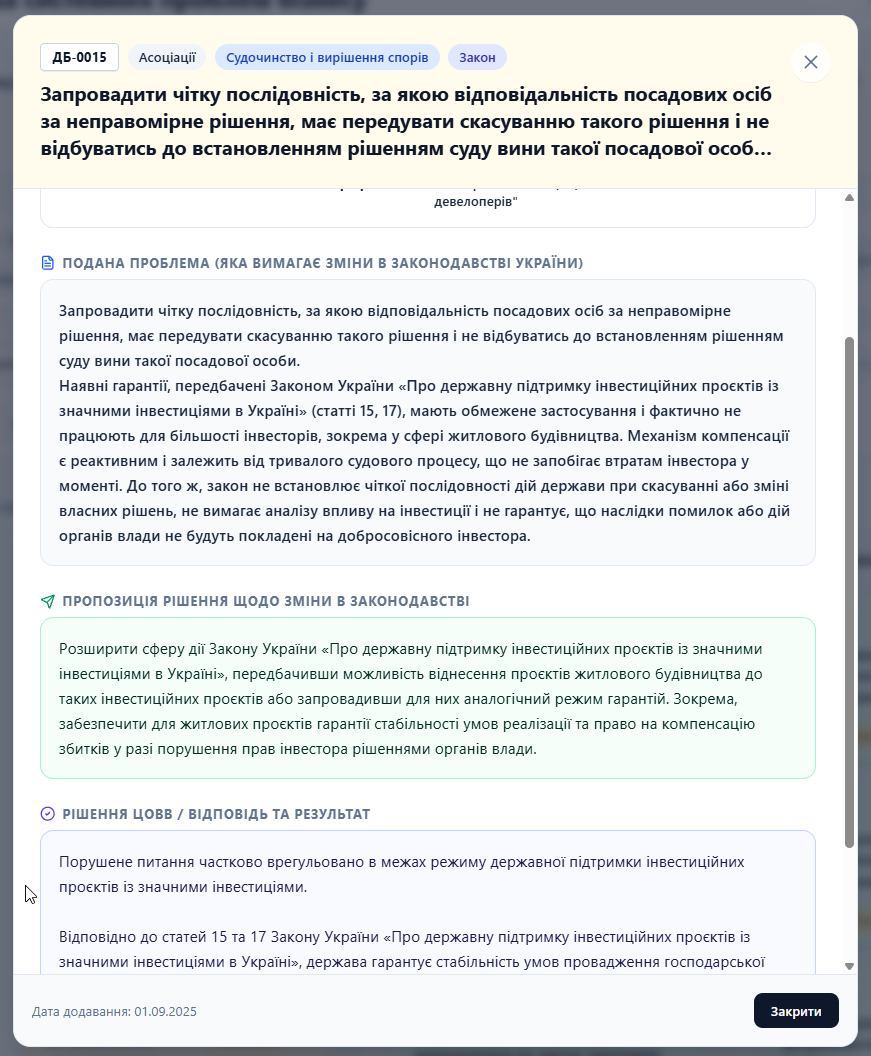 ДБ-0015 Асоціації Судочинство і вирішення спорів Закон
Запровадити чітку послідовність, за якою відповідальність посадових осіб
за неправомірне рішення, має передувати скасуванню такого рішення і не
відбуватись до встановленням рішенням суду вини такої посадової особ...
девелоперів"
ПОДАНА ПРОБЛЕМА (ЯКА ВИМАГАЄ ЗМІНИ В ЗАКОНОДАВСТВІ УКРАЇНИ)
Запровадити чітку послідовність, за якою відповідальність посадових осіб за неправомірне
рішення, має передувати скасуванню такого рішення і не відбуватись до встановленням рішенням
суду вини такої посадової особи.
Наявні гарантії, передбачені Законом України «Про державну підтримку інвестиційних проєктів із
значними інвестиціями в Україні» (статті 15, 17), мають обмежене застосування і фактично не
працюють для більшості інвесторів, зокрема у сфері житлового будівництва. Механізм компенсації
є реактивним і залежить від тривалого судового процесу, що не запобігає втратам інвестора у
моменті. До того ж, закон не встановлює чіткої послідовності дій держави при скасуванні або зміні
власних рішень, не вимагає аналізу впливу на інвестиції і не гарантує, що наслідки помилок або дій
органів влади не будуть покладені на добросовісного інвестора.
ПРОПОЗИЦІЯ РІШЕННЯ ЩОДО ЗМІНИ В ЗАКОНОДАВСТВІ
Розширити сферу дії Закону України «Про державну підтримку інвестиційних проєктів із значними
інвестиціями в Україні», передбачивши можливість віднесення проєктів житлового будівництва до
таких інвестиційних проєктів або запровадивши для них аналогічний режим гарантій. Зокрема,
забезпечити для житлових проєктів гарантії стабільності умов реалізації та право на компенсацію
збитків у разі порушення прав інвестора рішеннями органів влади.
РІШЕННЯ ЦОВВ / ВІДПОВІДЬ ТА РЕЗУЛЬТАТ
Порушене питання частково врегульовано в межах режиму державної підтримки інвестиційних
проєктів із значними інвестиціями.
Відповідно до статей 15 та 17 Закону України «Про державну підтримку інвестиційних проєктів із
значними інвестиціями в Україні», держава гарантує стабільність умов провадження господарської
Дата додавання: 01.09.2025
Закрити